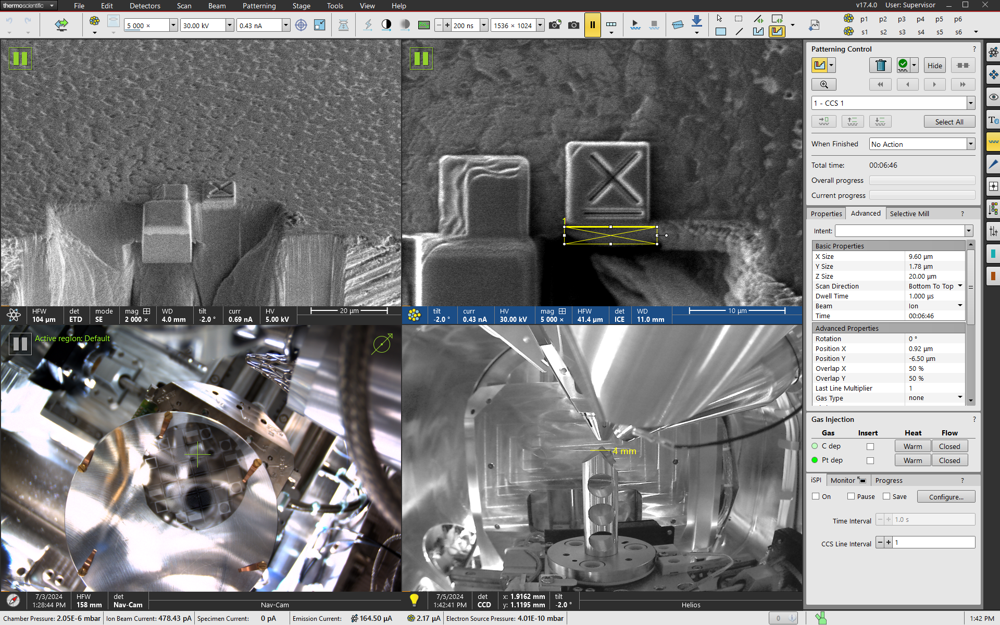 thermoscientific
File Edit Detectors Scan Beam Patterning Stage Tools View Help
v17.4.0 User: Supervisor
5 000 × 30.00 kV 0.43 nA 200 ns 1536 × 1024
p1 p2 p3 p4 p5 p6
s1 s2 s3 s4 s5 s6
1
HFW det mode mag WD tilt curr HV
104 µm ETD SE 2 000 × 4.0 mm -2.0 ° 0.69 nA 5.00 kV
20 µm
tilt curr HV mag HFW det WD
-2.0 ° 0.43 nA 30.00 kV 5 000 × 41.4 µm ICE 11.0 mm
10 µm
Active region: Default
7/3/2024 HFW det
1:28:44 PM 158 mm Nav-Cam
Nav-Cam
4 mm
7/5/2024 det x: 1.9162 mm tilt
1:42:41 PM CCD y: 1.1195 mm -2.0 °
Helios
Patterning Control ?
Hide
1 - CCS 1
Select All
When Finished No Action
Total time: 00:06:46
Overall progress
Current progress
Properties Advanced Selective Mill ?
Intent:
Basic Properties
X Size 9.60 µm
Y Size 1.78 µm
Z Size 20.00 µm
Scan Direction Bottom To Top
Dwell Time 1.000 µs
Beam Ion
Time 00:06:46
Advanced Properties
Rotation 0 °
Position X 0.92 µm
Position Y -6.50 µm
Overlap X 50 %
Overlap Y 50 %
Last Line Multiplier 1
Gas Type none
Gas Injection ?
Gas Insert Heat Flow
C dep Warm Closed
Pt dep Warm Closed
iSPI Monitor Progress ?
On Pause Save Configure...
Time Interval 1.0 s
CCS Line Interval 1
Chamber Pressure: 2.05E-6 mbar Ion Beam Current: 478.43 pA Specimen Current: 0 pA Emission Current: 164.50 µA 2.17 µA Electron Source Pressure: 4.01E-10 mbar 0 1:42 PM